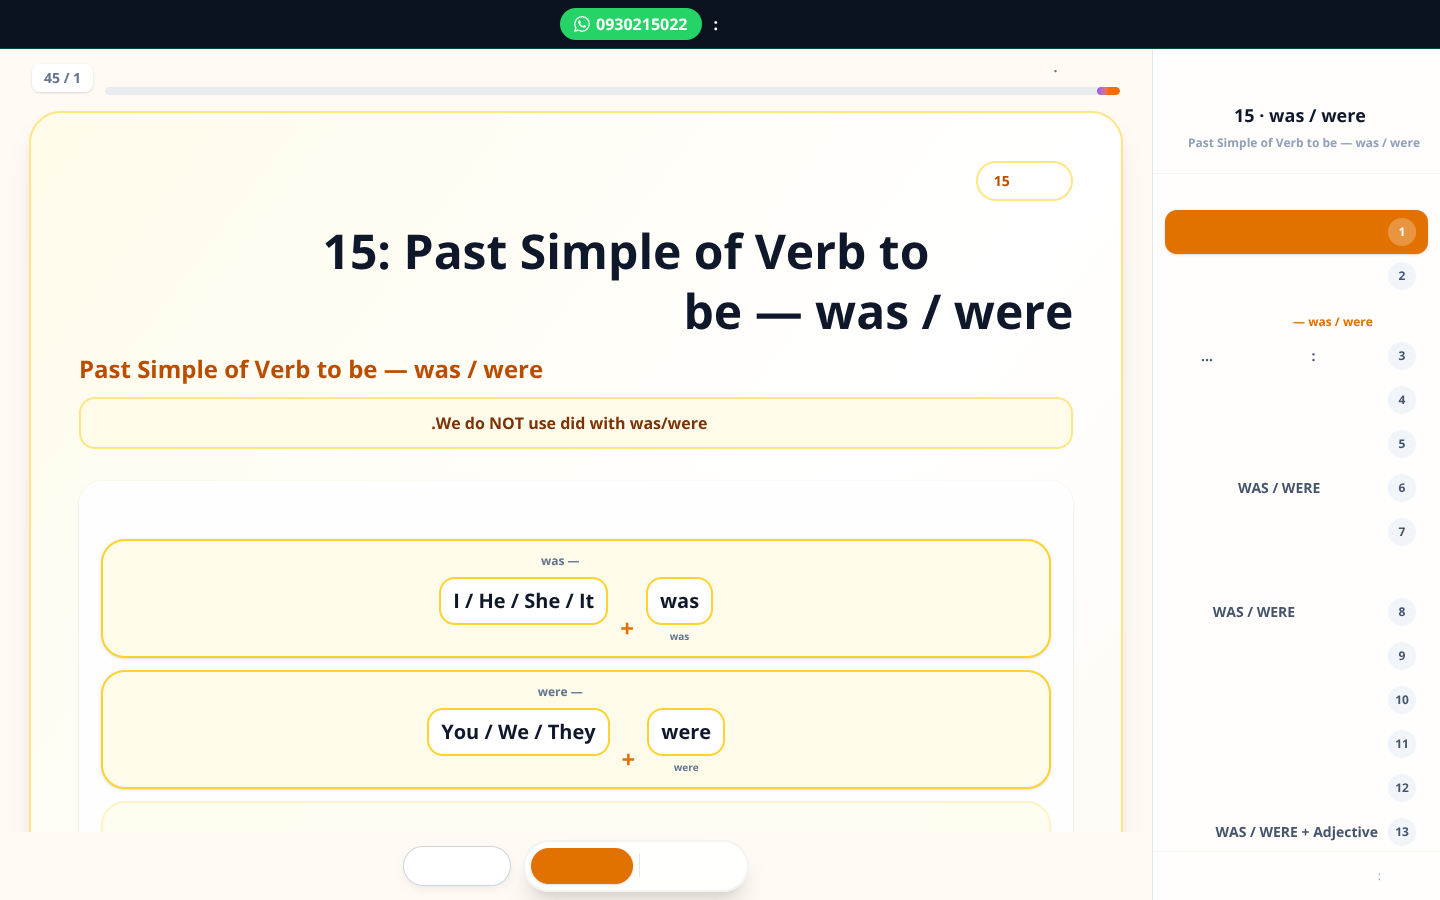 0930215022 :
45 / 1
.
15
15: Past Simple of Verb to
be — was / were
Past Simple of Verb to be — was / were
.We do NOT use did with was/were
was —
I / He / She / It + was
was
were —
You / We / They + were
were
15 · was / were
Past Simple of Verb to be — was / were
1
2
— was / were
3 : ...
4
5
6 WAS / WERE
7
8 WAS / WERE
9
10
11
12
13 WAS / WERE + Adjective
: